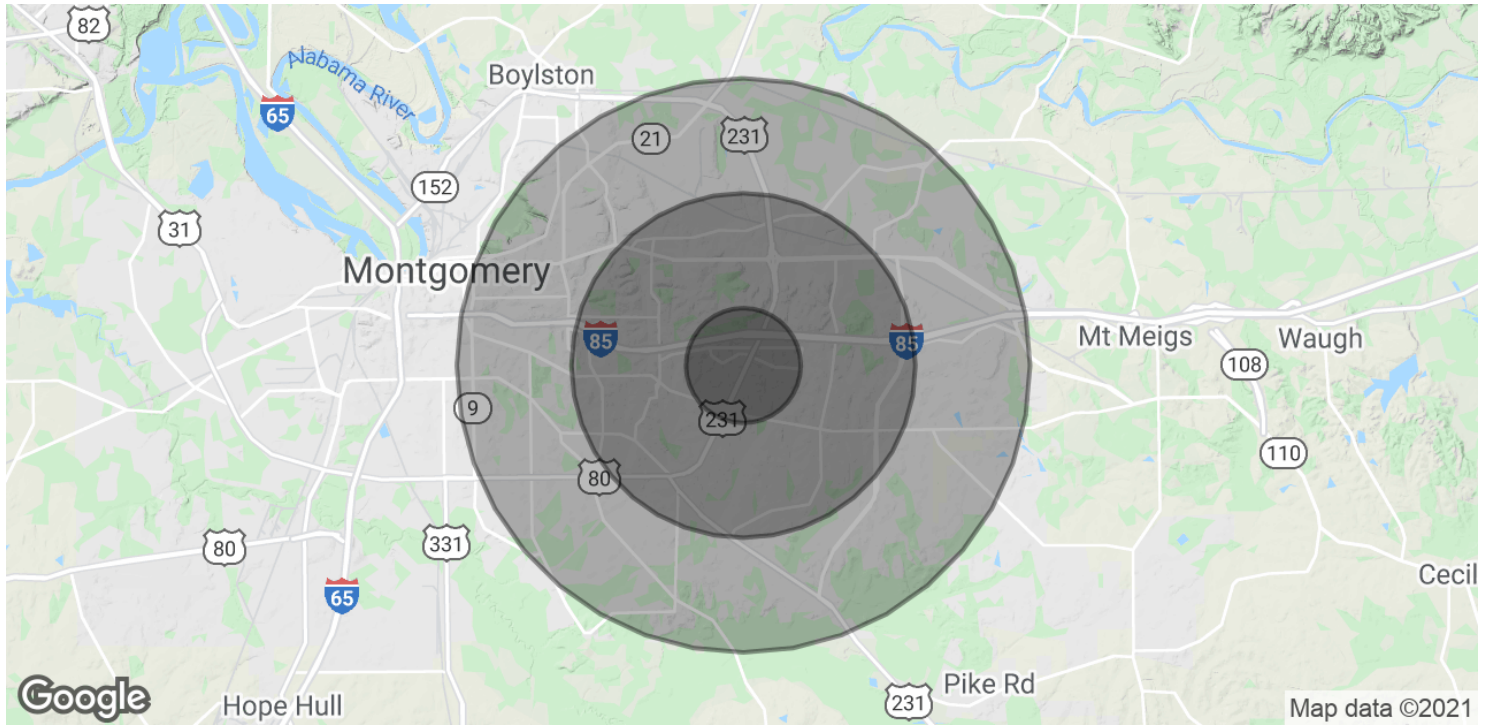 82
Alabama River
65
Boylston
21
231
152
31
Montgomery
85
85
Mt Meigs
Waugh
108
9
231
110
80
80
331
65
Cecil
Google
Hope Hull
231
Pike Rd
Map data ©2021